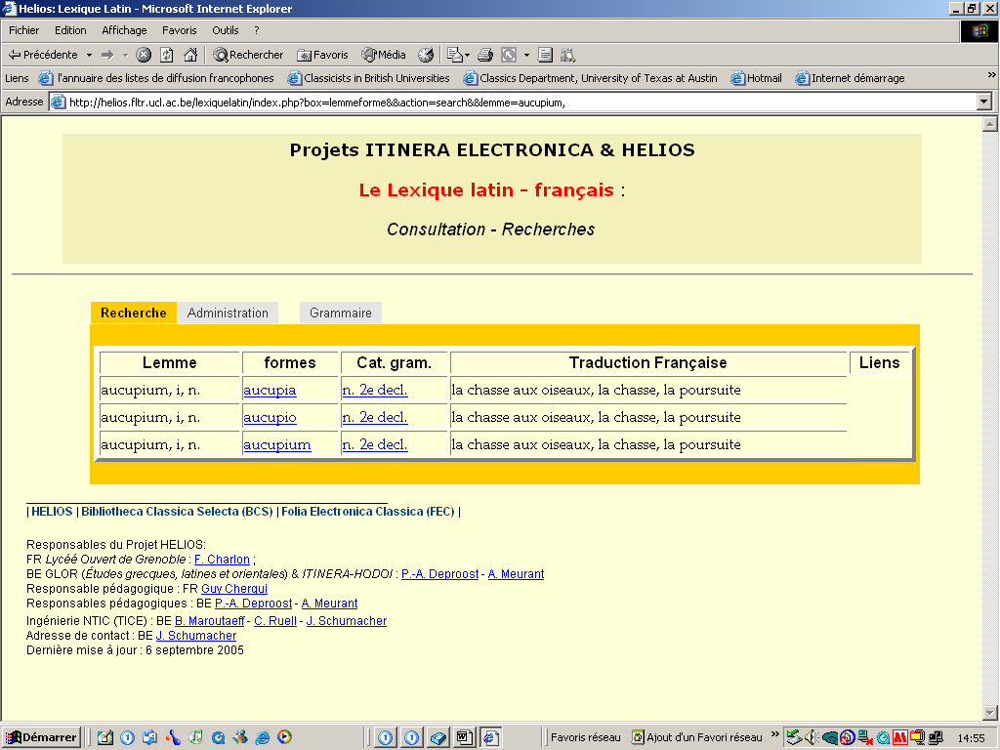 Helios: Lexique Latin - Microsoft Internet Explorer
Fichier Edition Affichage Favoris Outils ?
Précédente Rechercher Favoris Média
Liens l'annuaire des listes de diffusion francophones Classicists in British Universities Classics Department, University of Texas at Austin Hotmail Internet démarrage »
Adresse http://helios.fltr.ucl.ac.be/lexiquelatin/index.php?box=lemmeforme&&action=search&&lemme=aucupium,
Projets ITINERA ELECTRONICA & HELIOS
Le Lexique latin - français :
Consultation - Recherches
Recherche Administration Grammaire
Lemme formes Cat. gram. Traduction Française Liens
aucupium, i, n. aucupia n. 2e decl. la chasse aux oiseaux, la chasse, la poursuite
aucupium, i, n. aucupio n. 2e decl. la chasse aux oiseaux, la chasse, la poursuite
aucupium, i, n. aucupium n. 2e decl. la chasse aux oiseaux, la chasse, la poursuite
| HELIOS | Bibliotheca Classica Selecta (BCS) | Folia Electronica Classica (FEC) |
Responsables du Projet HELIOS:
FR Lycéé Ouvert de Grenoble : F. Charlon ;
BE GLOR (Études grecques, latines et orientales) & ITINERA-HODOI : P.-A. Deproost - A. Meurant
Responsable pédagogique : FR Guy Cherqui
Responsables pédagogiques : BE P.-A. Deproost - A. Meurant
Ingénierie NTIC (TICE) : BE B. Maroutaeff - C. Ruell - J. Schumacher
Adresse de contact : BE J. Schumacher
Dernière mise à jour : 6 septembre 2005
Démarrer Favoris réseau Ajout d'un Favori réseau » 14:55